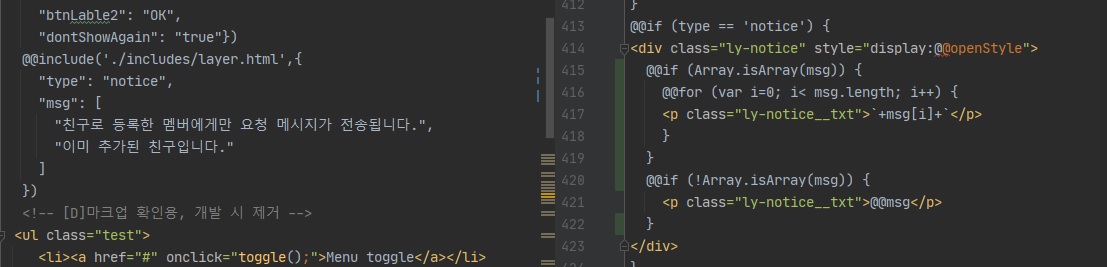 "btnLable2": "OK",
"dontShowAgain": "true"})
@@include('./includes/layer.html',{
"type": "notice",
"msg": [
"친구로 등록한 멤버에게만 요청 메시지가 전송됩니다.",
"이미 추가된 친구입니다."
]
})
<!-- [D]마크업 확인용, 개발 시 제거 -->
<ul class="test">
<li><a href="#" onclick="toggle();">Menu toggle</a></li>
412 }
413 @@if (type == 'notice') {
414 <div class="ly-notice" style="display:@@openStyle">
415 @@if (Array.isArray(msg)) {
416 @@for (var i=0; i< msg.length; i++) {
417 <p class="ly-notice__txt">`+msg[i]+`</p>
418 }
419 }
420 @@if (!Array.isArray(msg)) {
421 <p class="ly-notice__txt">@@msg</p>
422 }
423 </div>
424 }